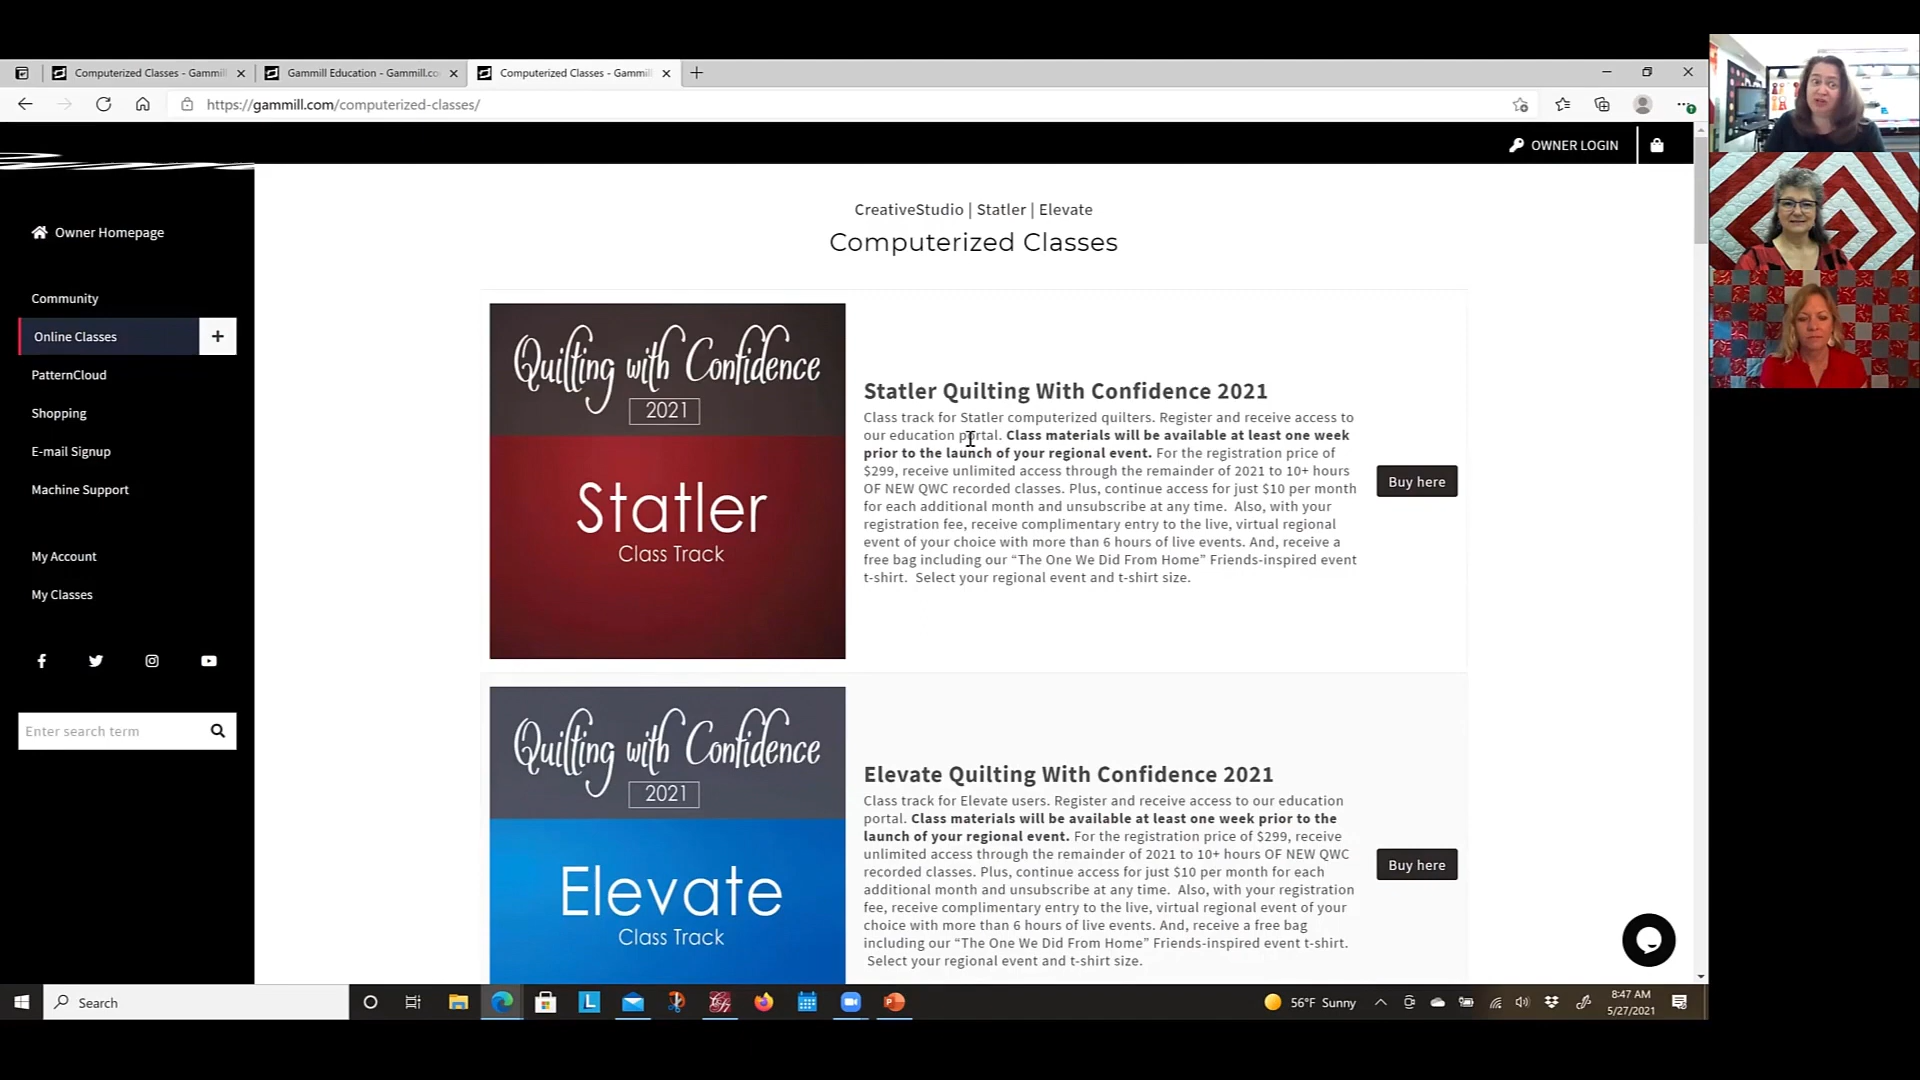 Computerized Classes - Gammill
Gammill Education - Gammill.co
Computerized Classes - Gammill
https://gammill.com/computerized-classes/
OWNER LOGIN
Owner Homepage
Community
Online Classes
PatternCloud
Shopping
E-mail Signup
Machine Support
My Account
My Classes
Enter search term
CreativeStudio | Statler | Elevate
Computerized Classes
Quilting with Confidence
2021
Statler
Class Track
Statler Quilting With Confidence 2021
Class track for Statler computerized quilters. Register and receive access to
our education portal. Class materials will be available at least one week
prior to the launch of your regional event. For the registration price of
$299, receive unlimited access through the remainder of 2021 to 10+ hours
OF NEW QWC recorded classes. Plus, continue access for just $10 per month
for each additional month and unsubscribe at any time. Also, with your
registration fee, receive complimentary entry to the live, virtual regional
event of your choice with more than 6 hours of live events. And, receive a
free bag including our “The One We Did From Home” Friends-inspired event
t-shirt. Select your regional event and t-shirt size.
Buy here
Quilting with Confidence
2021
Elevate
Class Track
Elevate Quilting With Confidence 2021
Class track for Elevate users. Register and receive access to our education
portal. Class materials will be available at least one week prior to the
launch of your regional event. For the registration price of $299, receive
unlimited access through the remainder of 2021 to 10+ hours OF NEW QWC
recorded classes. Plus, continue access for just $10 per month for each
additional month and unsubscribe at any time. Also, with your registration
fee, receive complimentary entry to the live, virtual regional event of your
choice with more than 6 hours of live events. And, receive a free bag
including our “The One We Did From Home” Friends-inspired event t-shirt.
Select your regional event and t-shirt size.
Buy here
Search
56°F Sunny
8:47 AM
5/27/2021